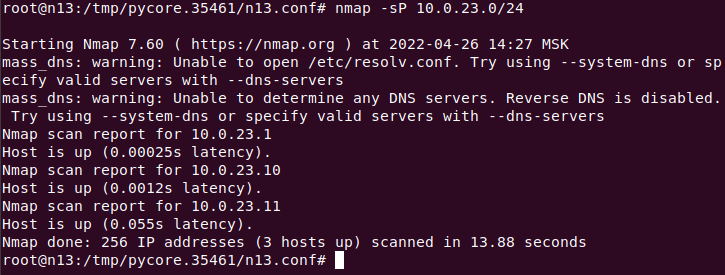 root@n13:/tmp/pycore.35461/n13.conf# nmap -sP 10.0.23.0/24
Starting Nmap 7.60 ( https://nmap.org ) at 2022-04-26 14:27 MSK
mass_dns: warning: Unable to open /etc/resolv.conf. Try using --system-dns or sp
ecify valid servers with --dns-servers
mass_dns: warning: Unable to determine any DNS servers. Reverse DNS is disabled.
 Try using --system-dns or specify valid servers with --dns-servers
Nmap scan report for 10.0.23.1
Host is up (0.00025s latency).
Nmap scan report for 10.0.23.10
Host is up (0.0012s latency).
Nmap scan report for 10.0.23.11
Host is up (0.055s latency).
Nmap done: 256 IP addresses (3 hosts up) scanned in 13.88 seconds
root@n13:/tmp/pycore.35461/n13.conf#